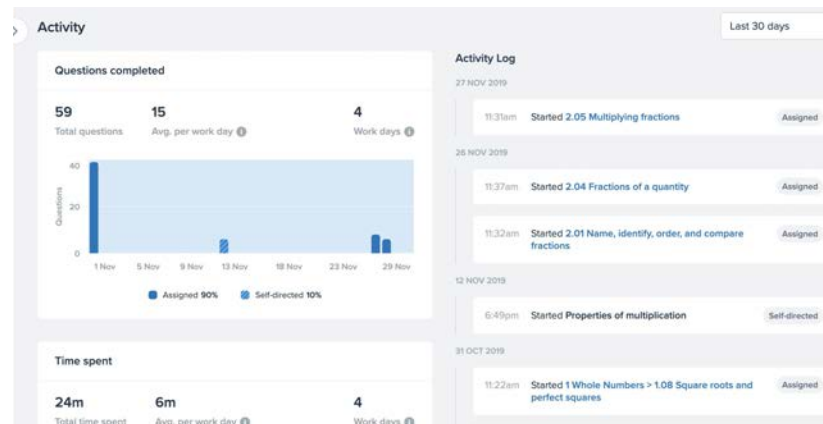 Activity
Last 30 days
Questions completed
59
15
4
Total questions
Avg. per work day
Work days
40
20
0
Questions
1 Nov
5 Nov
9 Nov
13 Nov
18 Nov
23 Nov
29 Nov
Assigned 90%
Self-directed 10%
Time spent
24m
6m
4
Total time spent
Avg. per work day
Work days
Activity Log
27 NOV 2019
11:31am Started 2.05 Multiplying fractions Assigned
26 NOV 2019
11:37am Started 2.04 Fractions of a quantity Assigned
11:32am Started 2.01 Name, identify, order, and compare Assigned
fractions
12 NOV 2019
6:49pm Started Properties of multiplication Self-directed
31 OCT 2019
11:22am Started 1 Whole Numbers > 1.08 Square roots and Assigned
perfect squares